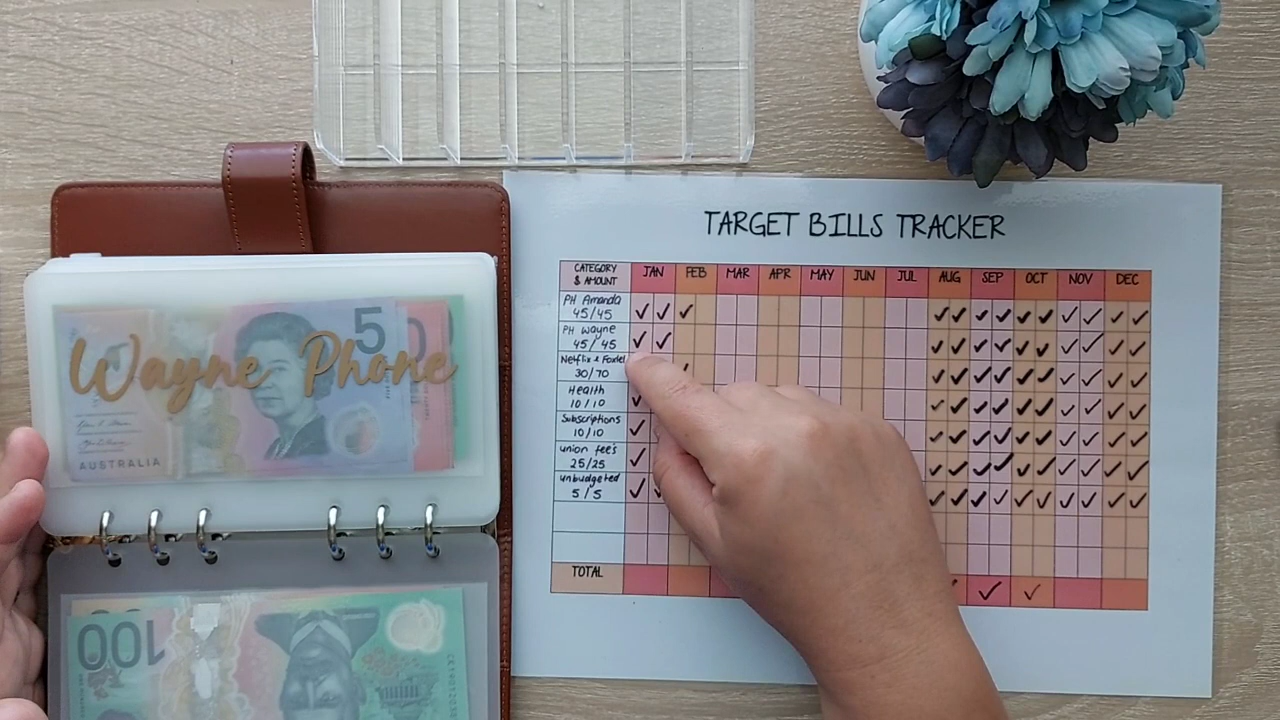 TARGET BILLS TRACKER
CATEGORY & AMOUNT JAN FEB MAR APR MAY JUN JUL AUG SEP OCT NOV DEC
PH Amanda
45/45
PH Wayne
45/45
Netflix & Foxtel
30/70
Health
10/10
Subscriptions
10/10
union fee's
25/25
unbudgeted
5/5
TOTAL
5
Wayne Phone
AUSTRALIA
100